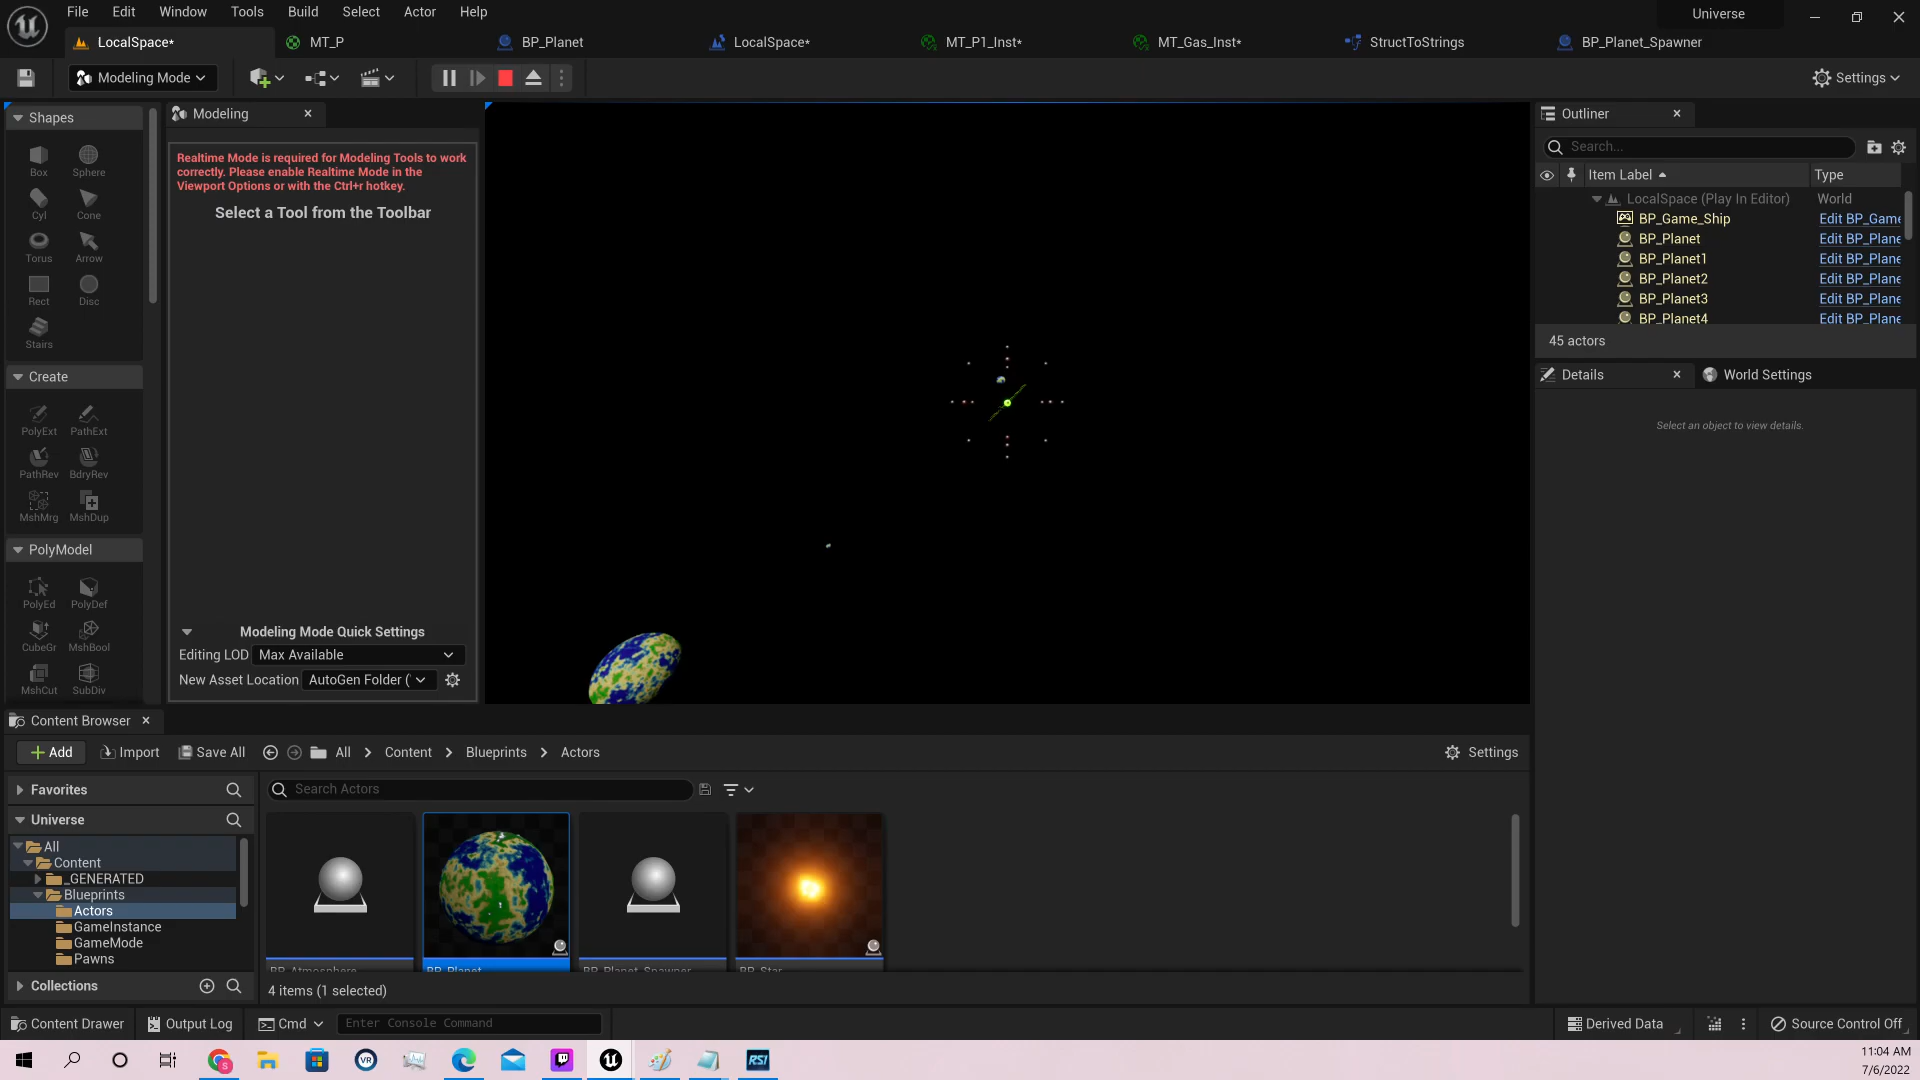 File Edit Window Tools Build Select Modeling Actor Help
Universe
LocalSpace*
MT_P
BP_Planet
LocalSpace*
MT_P1_Inst*
MT_Gas_Inst*
StructToStrings
BP_Planet_Spawner
Modeling Mode
Settings
Shapes
Box Sphere
Cyl Cone
Torus Arrow
Rect Disc
Stairs
Create
PolyExt PathExt
PathRev BdryRev
MshMrg MshDup
PolyModel
PolyEd PolyDef
CubeGr MshBool
MshCut SubDiv
Modeling
Realtime Mode is required for Modeling Tools to work
correctly. Please enable Realtime Mode in the
Viewport Options or with the Ctrl+r hotkey.
Select a Tool from the Toolbar
Modeling Mode Quick Settings
Editing LOD Max Available
New Asset Location AutoGen Folder (
Outliner
Search...
Item Label Type
LocalSpace (Play In Editor) World
BP_Game_Ship Edit BP_Game
BP_Planet Edit BP_Plane
BP_Planet1 Edit BP_Plane
BP_Planet2 Edit BP_Plane
BP_Planet3 Edit BP_Plane
BP_Planet4 Edit BP_Plane
45 actors
Details
World Settings
Select an object to view details.
Content Browser
Add Import Save All All Content Blueprints Actors
Settings
Favorites
Universe
All
Content
_GENERATED
Blueprints
Actors
GameInstance
GameMode
Pawns
Collections
Search Actors
BP_Atmosphere BP_Planet BP_Planet_Spawner BP_Star
4 items (1 selected)
Content Drawer Output Log Cmd Enter Console Command
Derived Data Source Control Off
VR
RSI
11:04 AM
7/6/2022